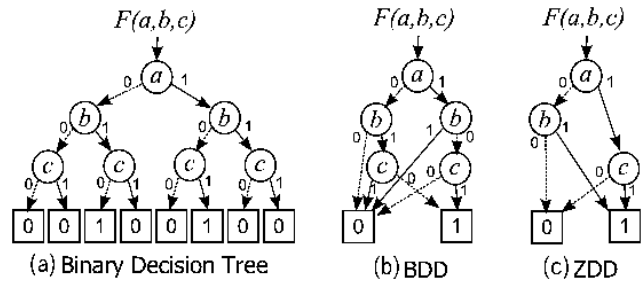 F(a,b,c) F(a,b,c) F(a,b,c)
a a a
0 1 0 1 0 1
b b b b b
0 1 0 1 0 1 1 0 0 1
c c c c c c c
0 1 0 1 0 1 0 1 0 1 0 1 0 1
0 0 1 0 0 1 0 0 0 1 0 1
(a) Binary Decision Tree (b) BDD (c) ZDD